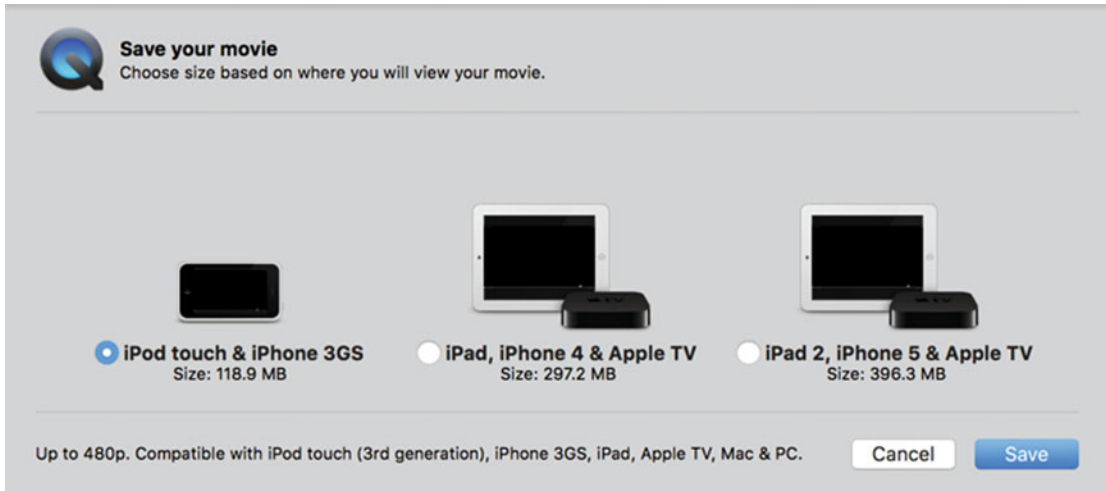 Save your movie
Choose size based on where you will view your movie.
iPod touch & iPhone 3GS
Size: 118.9 MB
iPad, iPhone 4 & Apple TV
Size: 297.2 MB
iPad 2, iPhone 5 & Apple TV
Size: 396.3 MB
Up to 480p. Compatible with iPod touch (3rd generation), iPhone 3GS, iPad, Apple TV, Mac & PC.
Cancel
Save